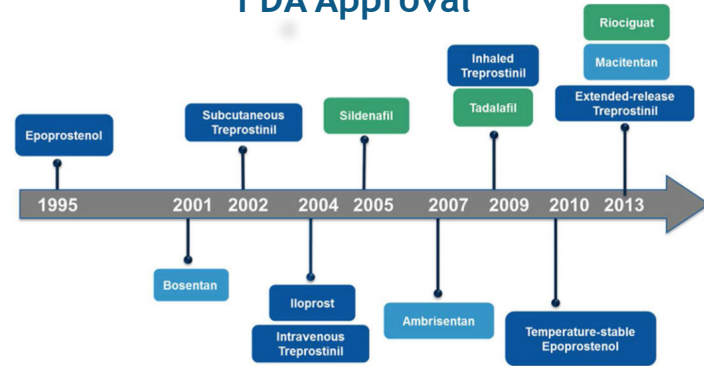 FDA Approval
Riociguat
Inhaled
Treprostinil
Macitentan
Epoprostenol
Subcutaneous
Treprostinil
Sildenafil
Tadalafil
Extended-release
Treprostinil
1995 2001 2002 2004 2005 2007 2009 2010 2013
Bosentan
Iloprost
Intravenous
Treprostinil
Ambrisentan
Temperature-stable
Epoprostenol